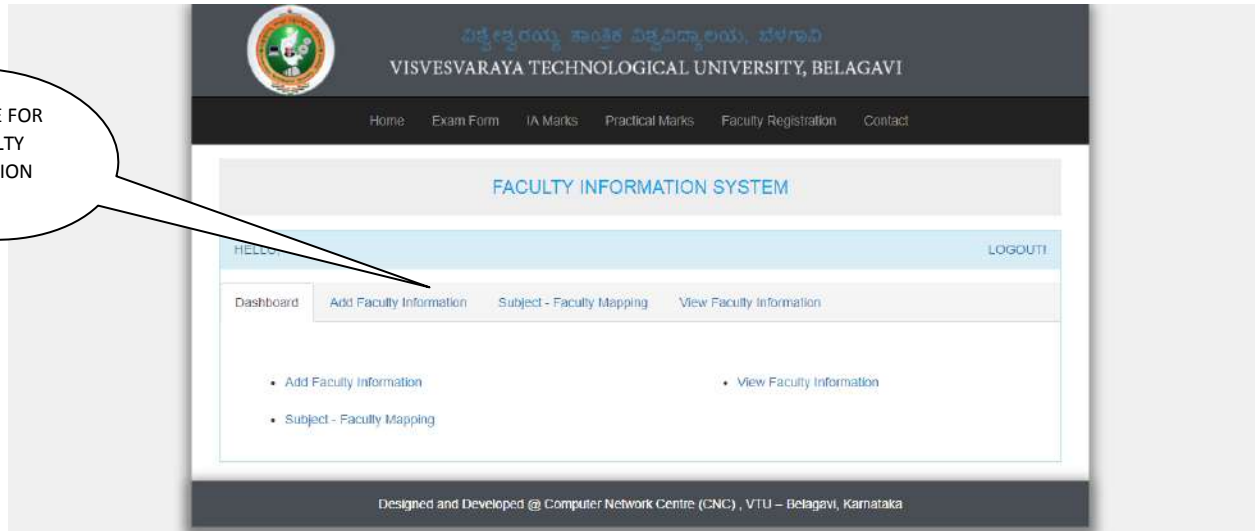 ವಿಶ್ವೇಶ್ವರಯ್ಯ ತಾಂತ್ರಿಕ ವಿಶ್ವವಿದ್ಯಾಲಯ, ಬೆಳಗಾವಿ
VISVESVARAYA TECHNOLOGICAL UNIVERSITY, BELAGAVI
FOR
Home Exam Form IA Marks Practical Marks Faculty Registration Contact
FACULTY INFORMATION SYSTEM
HELLO, LOGOUT!
Dashboard Add Faculty Information Subject - Faculty Mapping View Faculty Information
• Add Faculty Information • View Faculty Information
• Subject - Faculty Mapping
Designed and Developed @ Computer Network Centre (CNC) , VTU – Belagavi, Karnataka